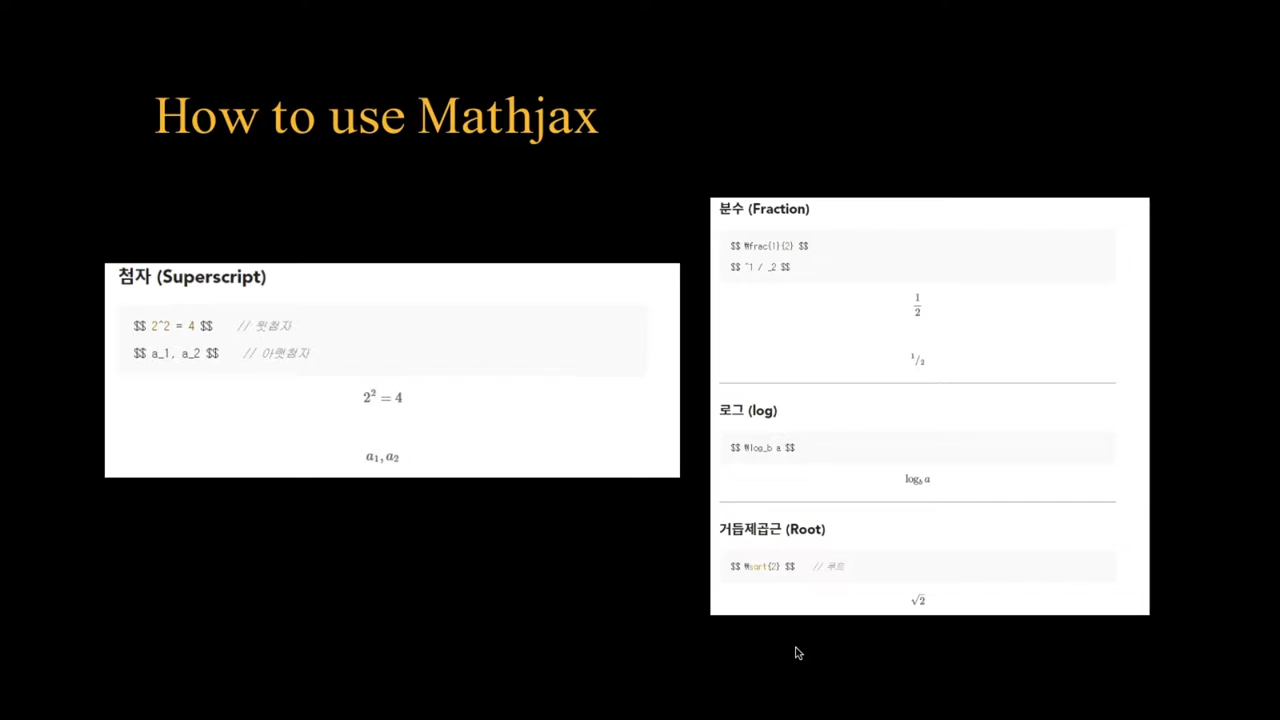 How to use Mathjax
첨자 (Superscript)
$$ 2^2 = 4 $$ // 윗첨자
$$ a_1, a_2 $$ // 아랫첨자
2² = 4
a₁, a₂
분수 (Fraction)
$$ ₩frac{1}{2} $$
$$ ^1 / _2 $$
1/2
¹/₂
로그 (log)
$$ ₩log_b a $$
log_b a
거듭제곱근 (Root)
$$ ₩sqrt{2} $$ // 루트
√2